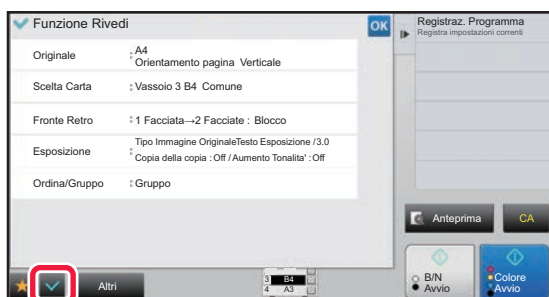 Funzione Rivedi
OK
Originale : A4
Orientamento pagina Verticale
Scelta Carta : Vassoio 3 B4 Comune
Fronte Retro : 1 Facciata→2 Facciate : Blocco
Esposizione : Tipo Immagine OriginaleTesto Esposizione /3.0
Copia della copia : Off / Aumento Tonalita' : Off
Ordina/Gruppo : Gruppo
Altri
3 B4
4 A3
Registraz. Programma
Registra impostazioni correnti
Anteprima
CA
B/N
Avvio
Colore
Avvio